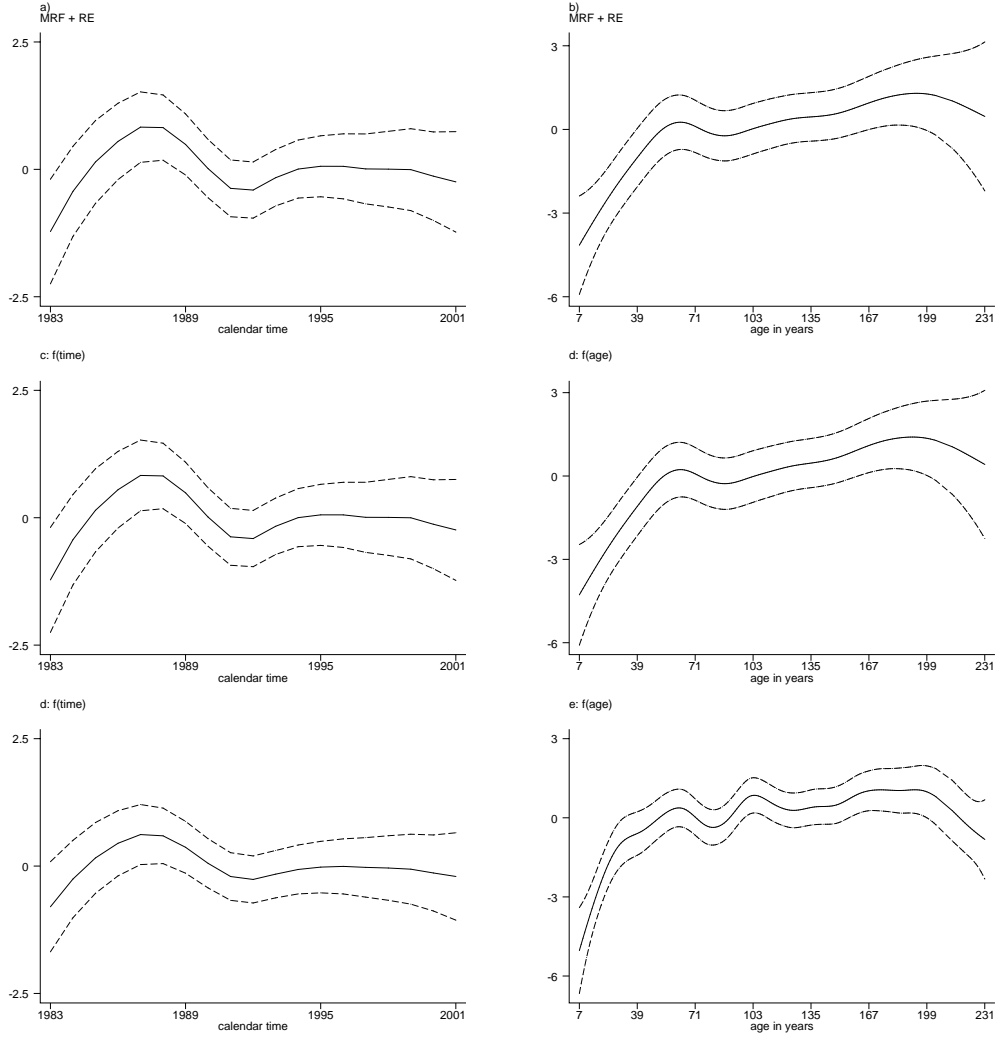 a)
MRF + RE
2.5
0
-2.5
1983 1989 1995 2001
calendar time
b)
MRF + RE
3
0
-3
-6
7 39 71 103 135 167 199 231
age in years
c: f(time)
2.5
0
-2.5
1983 1989 1995 2001
calendar time
d: f(age)
3
0
-3
-6
7 39 71 103 135 167 199 231
age in years
d: f(time)
2.5
0
-2.5
1983 1989 1995 2001
calendar time
e: f(age)
3
0
-3
-6
7 39 71 103 135 167 199 231
age in years